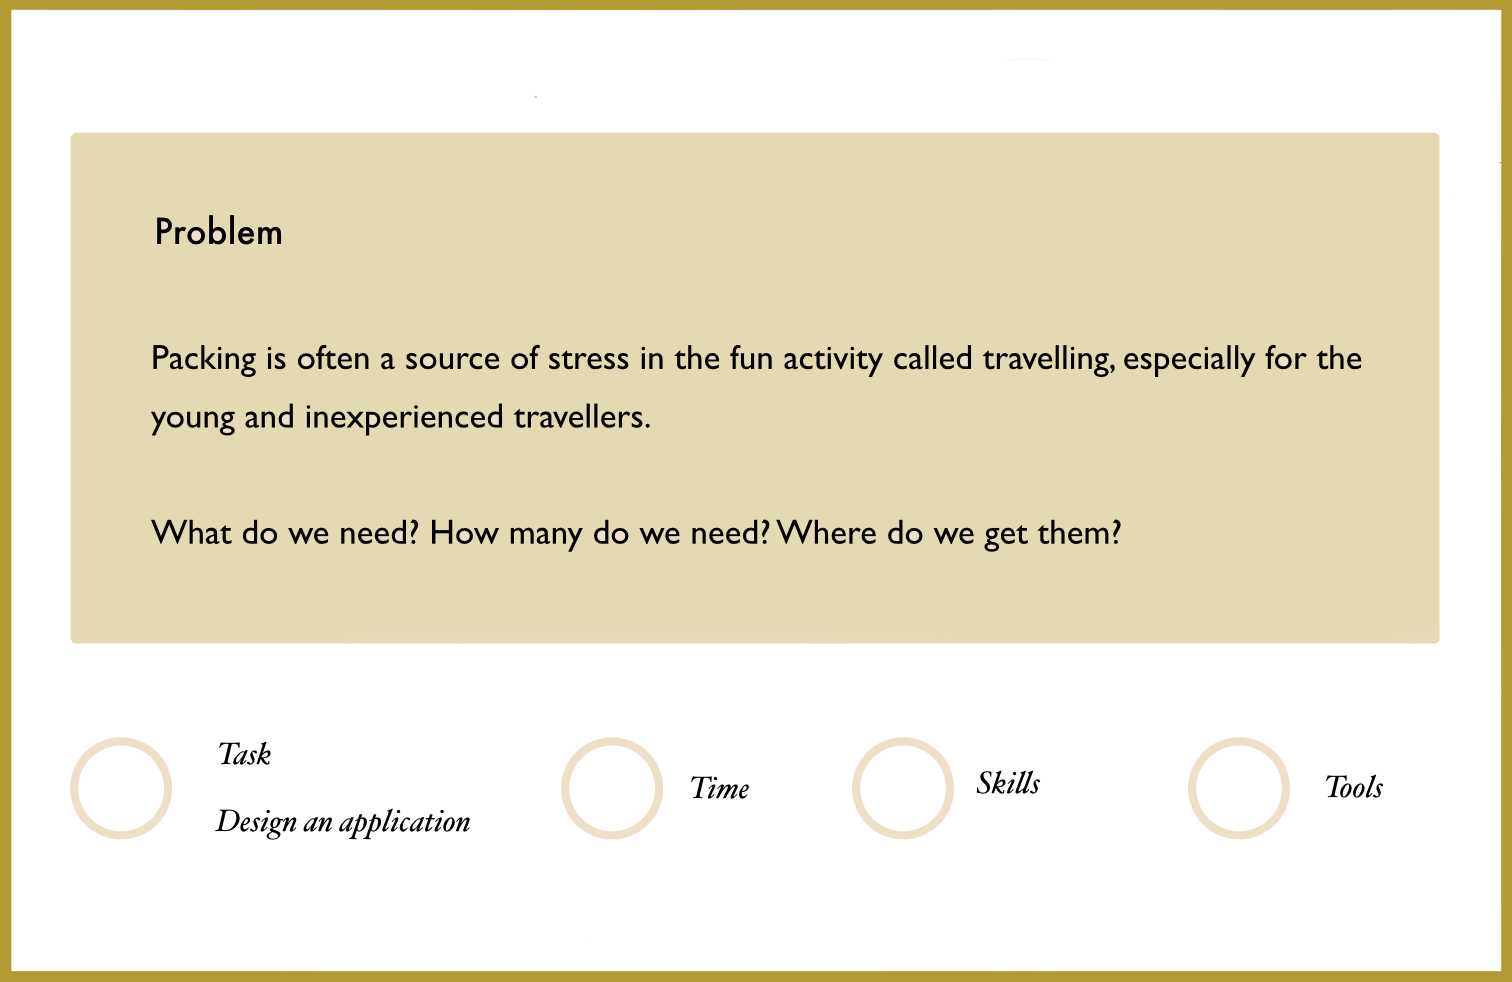 Problem
Packing is often a source of stress in the fun activity called travelling, especially for the
young and inexperienced travellers.
What do we need? How many do we need? Where do we get them?
Task
Design an application
Time
Skills
Tools